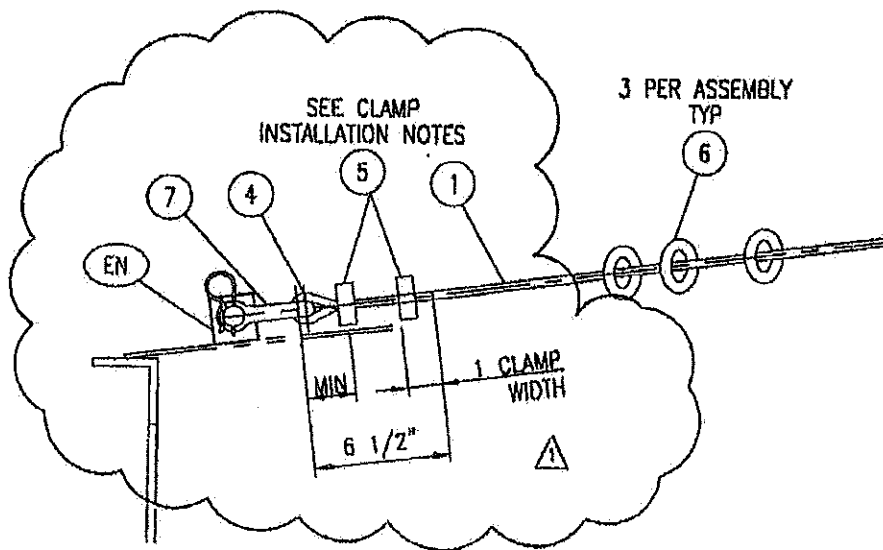 3 PER ASSEMBLY
TYP
6
SEE CLAMP
INSTALLATION NOTES
5
1
7
4
EN
MIN
1 CLAMP
WIDTH
6 1/2"
1